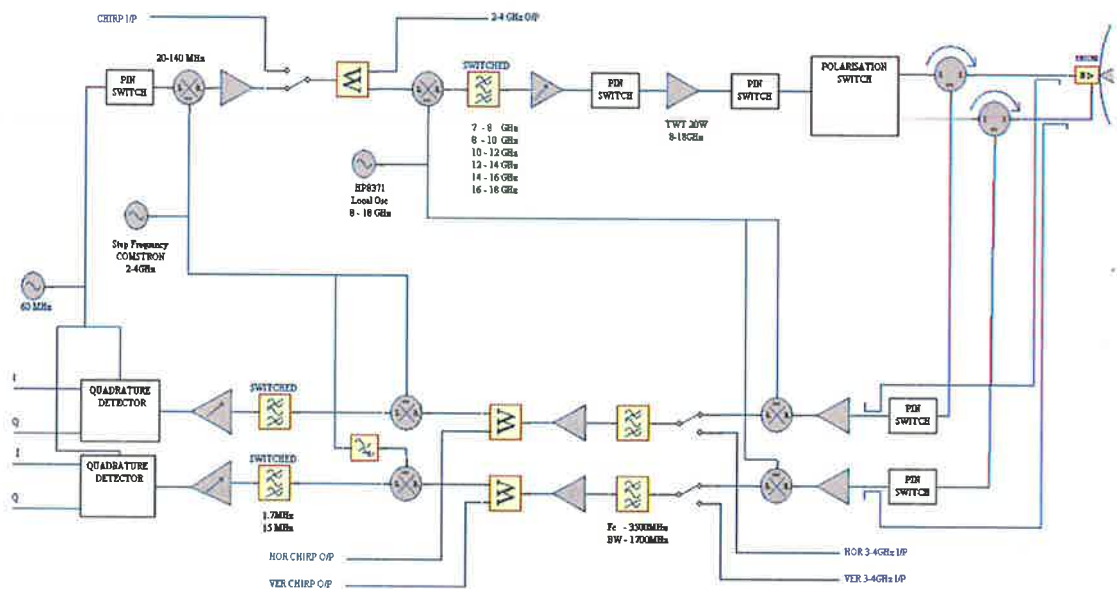 CHIRP I/P
2-4 GHz O/P
20-140 MHz
PIN
SWITCH
W
SWITCHED
7 - 8 GHz
8 - 10 GHz
10 - 12 GHz
12 - 14 GHz
14 - 16 GHz
16 - 18 GHz
PIN
SWITCH
TWT 20W
8-18GHz
PIN
SWITCH
POLARISATION
SWITCH
HP8371
Local Osc
8 - 18 GHz
Step Frequency
COMSTRON
2-4GHz
60 MHz
I
Q
QUADRATURE
DETECTOR
SWITCHED
W
PIN
SWITCH
I
Q
QUADRATURE
DETECTOR
SWITCHED
1.7MHz
15 MHz
W
Fc - 3500MHz
BW - 1700MHz
PIN
SWITCH
HOR CHIRP O/P
VER CHIRP O/P
HOR 3-4GHz I/P
VER 3-4GHz I/P